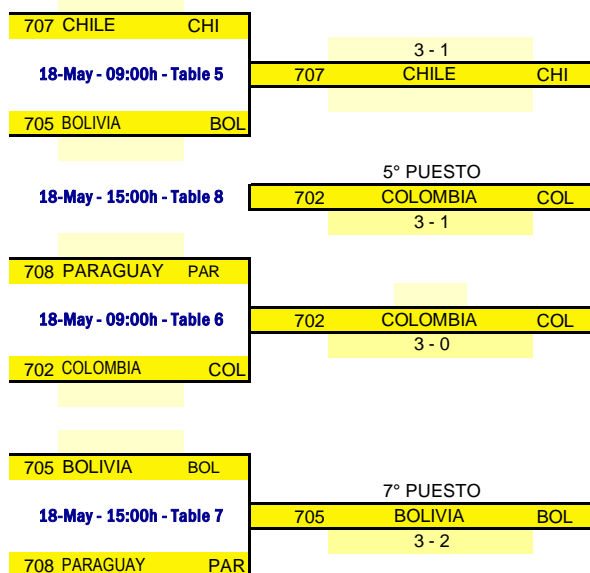 707 CHILE CHI
3 - 1
18-May - 09:00h - Table 5
707 CHILE CHI
705 BOLIVIA BOL
5° PUESTO
18-May - 15:00h - Table 8
702 COLOMBIA COL
3 - 1
708 PARAGUAY PAR
18-May - 09:00h - Table 6
702 COLOMBIA COL
3 - 0
702 COLOMBIA COL
705 BOLIVIA BOL
7° PUESTO
18-May - 15:00h - Table 7
705 BOLIVIA BOL
3 - 2
708 PARAGUAY PAR